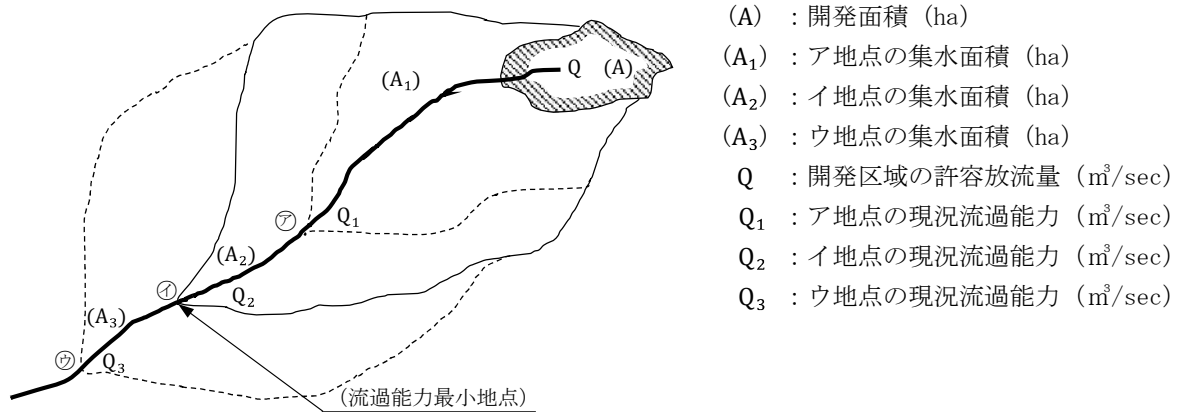 Q (A)
(A₁)
㋐ Q₁
(A₂)
㋑ Q₂
(A₃)
㋒ Q₃
(流過能力最小地点)
(A) :開発面積 (ha)
(A₁) :ア地点の集水面積 (ha)
(A₂) :イ地点の集水面積 (ha)
(A₃) :ウ地点の集水面積 (ha)
Q :開発区域の許容放流量 (㎥/sec)
Q₁ :ア地点の現況流過能力 (㎥/sec)
Q₂ :イ地点の現況流過能力 (㎥/sec)
Q₃ :ウ地点の現況流過能力 (㎥/sec)